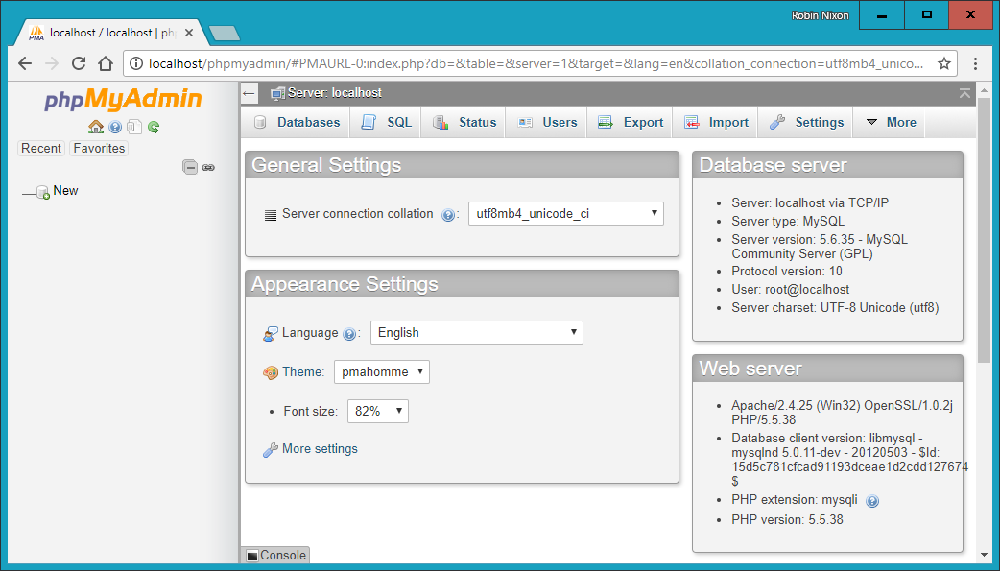 Robin Nixon
PMA
localhost / localhost | ph
localhost/phpmyadmin/#PMAURL-0:index.php?db=&table=&server=1&target=&lang=en&collation_connection=utf8mb4_unico...
phpMyAdmin
Recent Favorites
New
Server: localhost
Databases SQL Status Users Export Import Settings More
General Settings
Server connection collation :
utf8mb4_unicode_ci
Appearance Settings
Language : English
Theme: pmahomme
• Font size: 82%
More settings
Database server
• Server: localhost via TCP/IP
• Server type: MySQL
• Server version: 5.6.35 - MySQL
Community Server (GPL)
• Protocol version: 10
• User: root@localhost
• Server charset: UTF-8 Unicode (utf8)
Web server
• Apache/2.4.25 (Win32) OpenSSL/1.0.2j
PHP/5.5.38
• Database client version: libmysql -
mysqlnd 5.0.11-dev - 20120503 - $Id:
15d5c781cfcad91193dceae1d2cdd127674
$
• PHP extension: mysqli
• PHP version: 5.5.38
Console